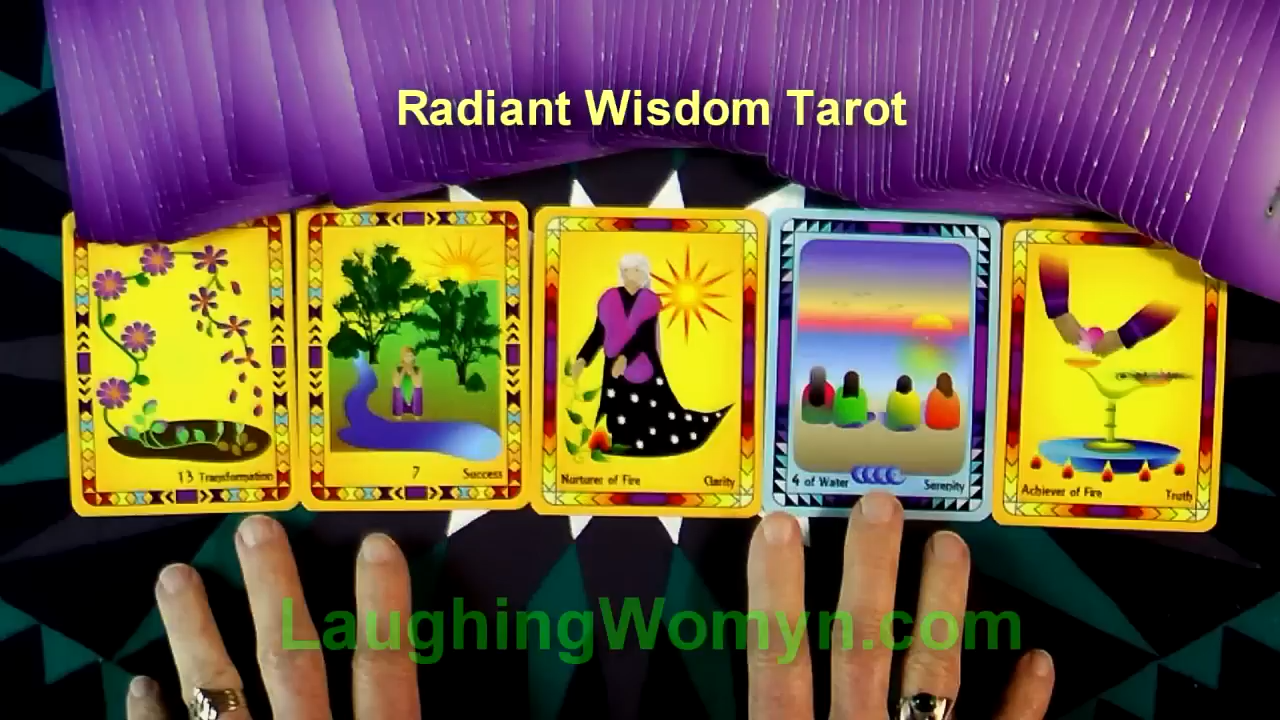 Radiant Wisdom Tarot
13 Transformation
7 Success
Nurturer of Fire Clarity
4 of Water Serenity
Achiever of Fire Truth
LaughingWomyn.com